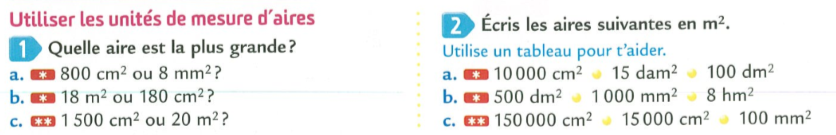 Utiliser les unités de mesure d'aires
1 Quelle aire est la plus grande?
a. * 800 cm² ou 8 mm²?
b. * 18 m² ou 180 cm²?
c. ** 1 500 cm² ou 20 m²?
2 Écris les aires suivantes en m².
Utilise un tableau pour t'aider.
a. * 10 000 cm² • 15 dam² • 100 dm²
b. * 500 dm² • 1 000 mm² • 8 hm²
c. ** 150 000 cm² • 15 000 cm² • 100 mm²